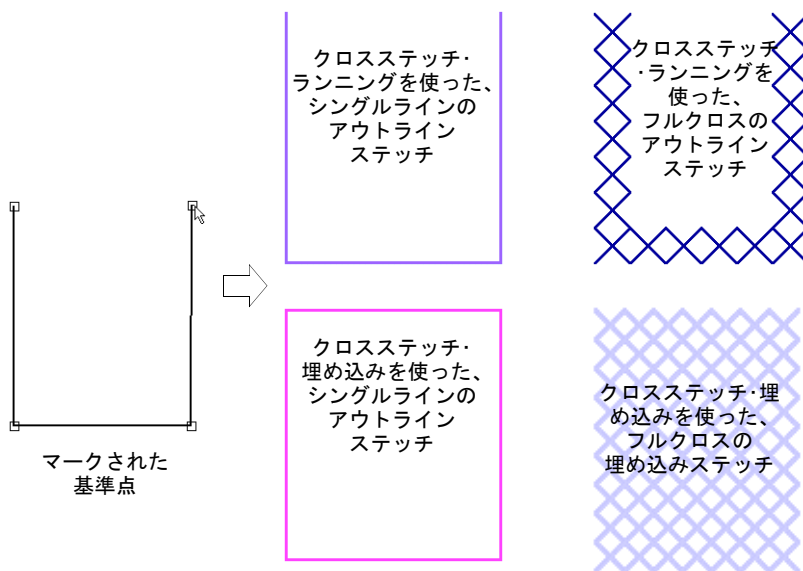 クロスステッチ・
ランニングを使った、
シングルラインの
アウトライン
ステッチ
クロスステッチ
・ランニングを
使った、
フルクロスの
アウトライン
ステッチ
マークされた
基準点
クロスステッチ・
埋め込みを使った、
シングルラインの
アウトライン
ステッチ
クロスステッチ・埋
め込みを使った、
フルクロスの
埋め込みステッチ